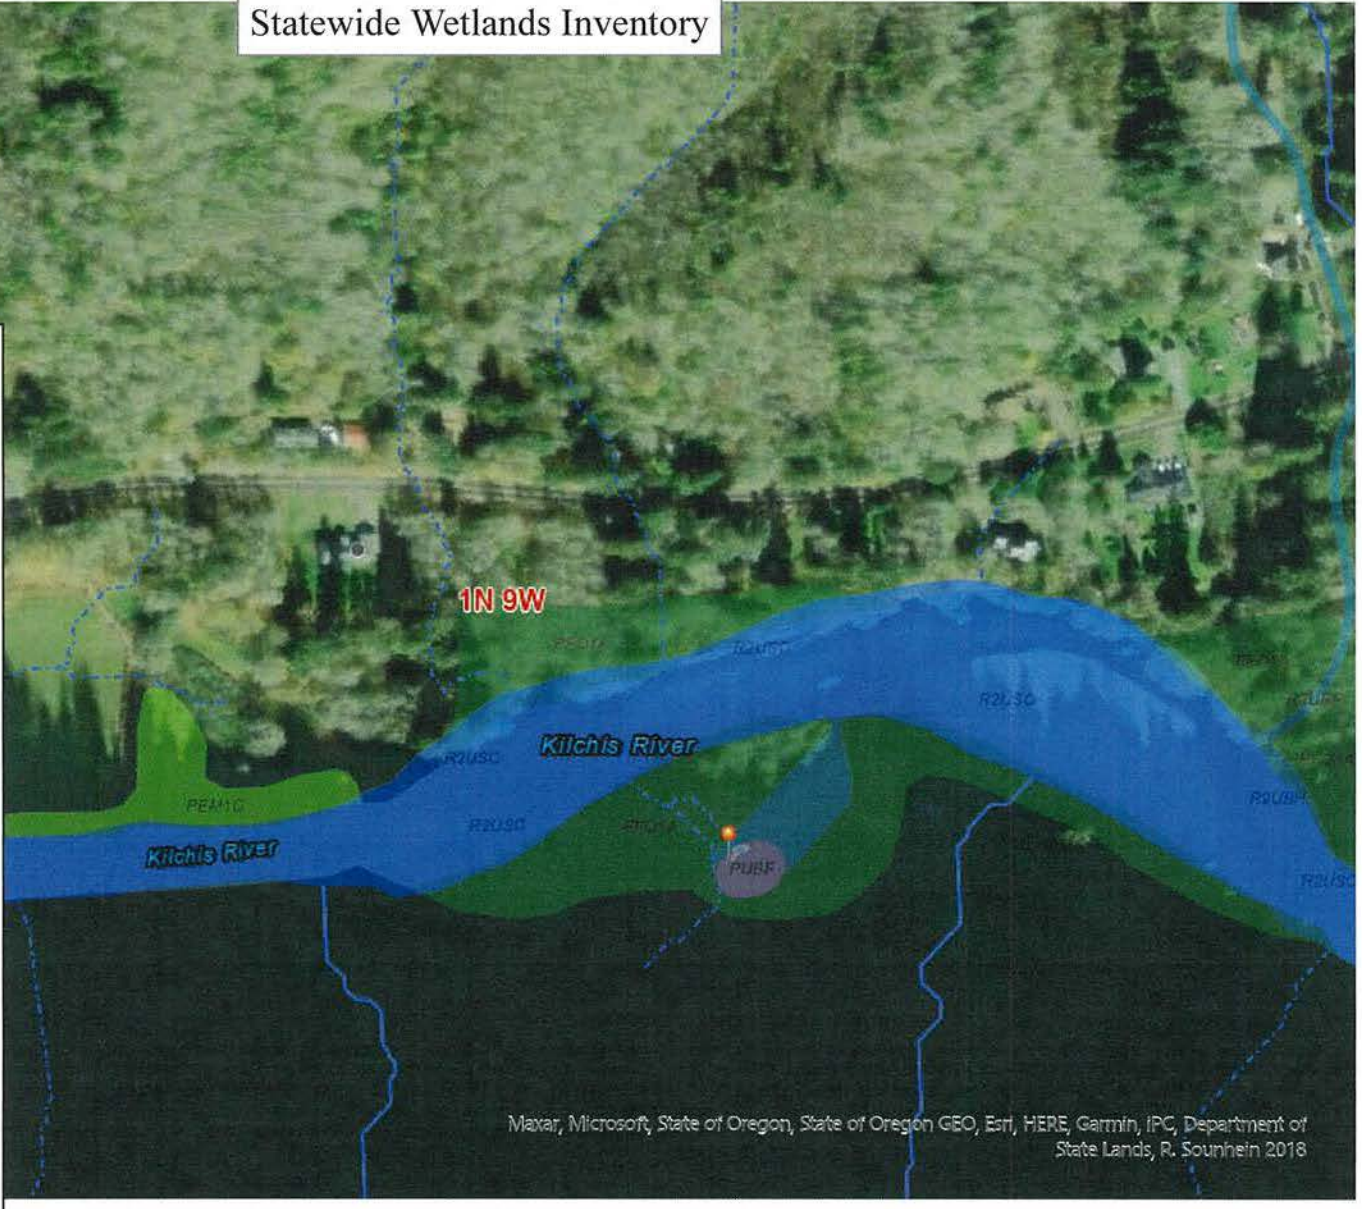 Statewide Wetlands Inventory
1N 9W
R2USC
R2USC
Kilchis River
R2USC
PEM1C
R2USC
R2UBH
Kilchis River
PUBF
R2USC
Maxar, Microsoft, State of Oregon, State of Oregon GEO, Esri, HERE, Garmin, iPC, Department of
State Lands, R. Sounhein 2018